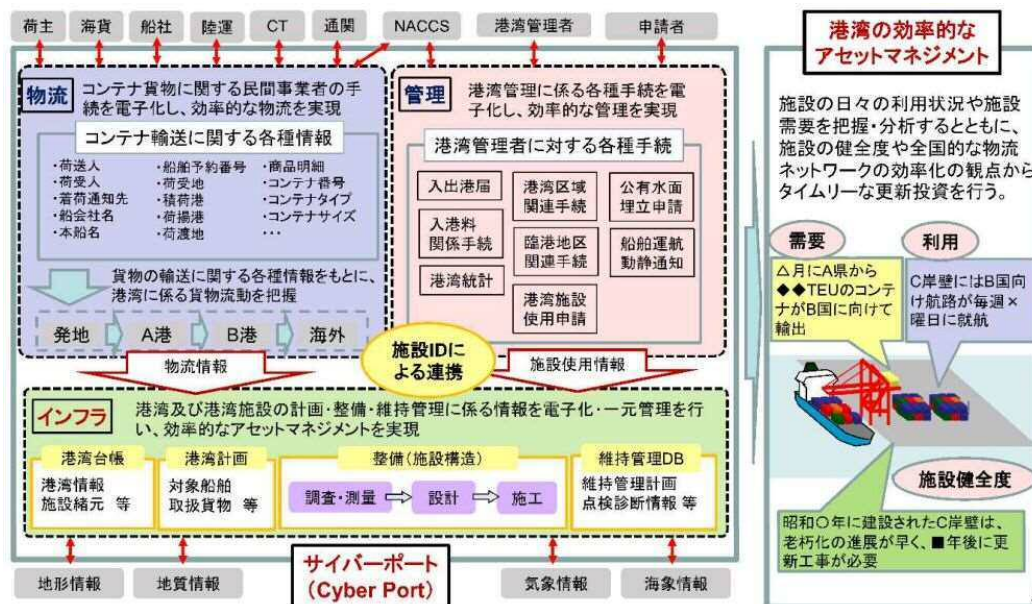 荷主
海貨
船社
陸運
CT
通関
NACCS
港湾管理者
申請者
物流
コンテナ貨物に関する民間事業者の手
続を電子化し、効率的な物流を実現
コンテナ輸送に関する各種情報
・荷送人
・荷受人
・着荷通知先
・船会社名
・本船名
・船舶予約番号
・荷受地
・積荷港
・荷揚港
・荷渡地
・商品明細
・コンテナ番号
・コンテナタイプ
・コンテナサイズ
・・・
貨物の輸送に関する各種情報をもとに、
港湾に係る貨物流動を把握
発地
A港
B港
海外
管理
港湾管理に係る各種手続を電
子化し、効率的な管理を実現
港湾管理者に対する各種手続
入出港届
入港料
関係手続
港湾統計
港湾区域
関連手続
臨港地区
関連手続
港湾施設
使用申請
公有水面
埋立申請
船舶運航
動静通知
物流情報
施設IDに
よる連携
施設使用情報
インフラ
港湾及び港湾施設の計画・整備・維持管理に係る情報を電子化・一元管理を行
い、効率的なアセットマネジメントを実現
港湾台帳
港湾情報
施設緒元 等
港湾計画
対象船舶
取扱貨物 等
整備(施設構造)
調査・測量
設計
施工
維持管理DB
維持管理計画
点検診断情報 等
サイバーポート
(Cyber Port)
地形情報
地質情報
気象情報
海象情報
港湾の効率的な
アセットマネジメント
施設の日々の利用状況や施設
需要を把握・分析するとともに、
施設の健全度や全国的な物流
ネットワークの効率化の観点から
タイムリーな更新投資を行う。
需要
△月にA県から
◆◆TEUのコンテ
ナがB国に向けて
輸出
利用
C岸壁にはB国向
け航路が毎週×
曜日に就航
施設健全度
昭和〇年に建設されたC岸壁は、
老朽化の進展が早く、■年後に更
新工事が必要